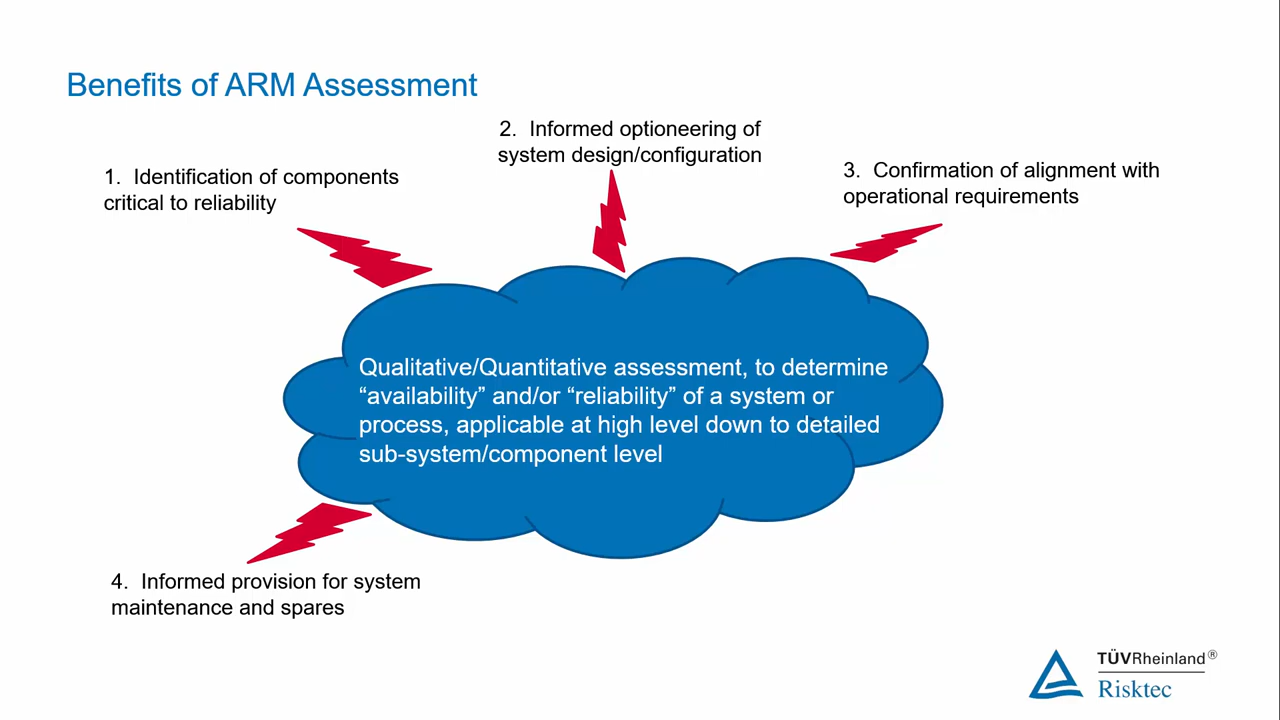 Benefits of ARM Assessment
1. Identification of components
critical to reliability
2. Informed optioneering of
system design/configuration
3. Confirmation of alignment with
operational requirements
Qualitative/Quantitative assessment, to determine
“availability” and/or “reliability” of a system or
process, applicable at high level down to detailed
sub-system/component level
4. Informed provision for system
maintenance and spares
TÜVRheinland®
Risktec